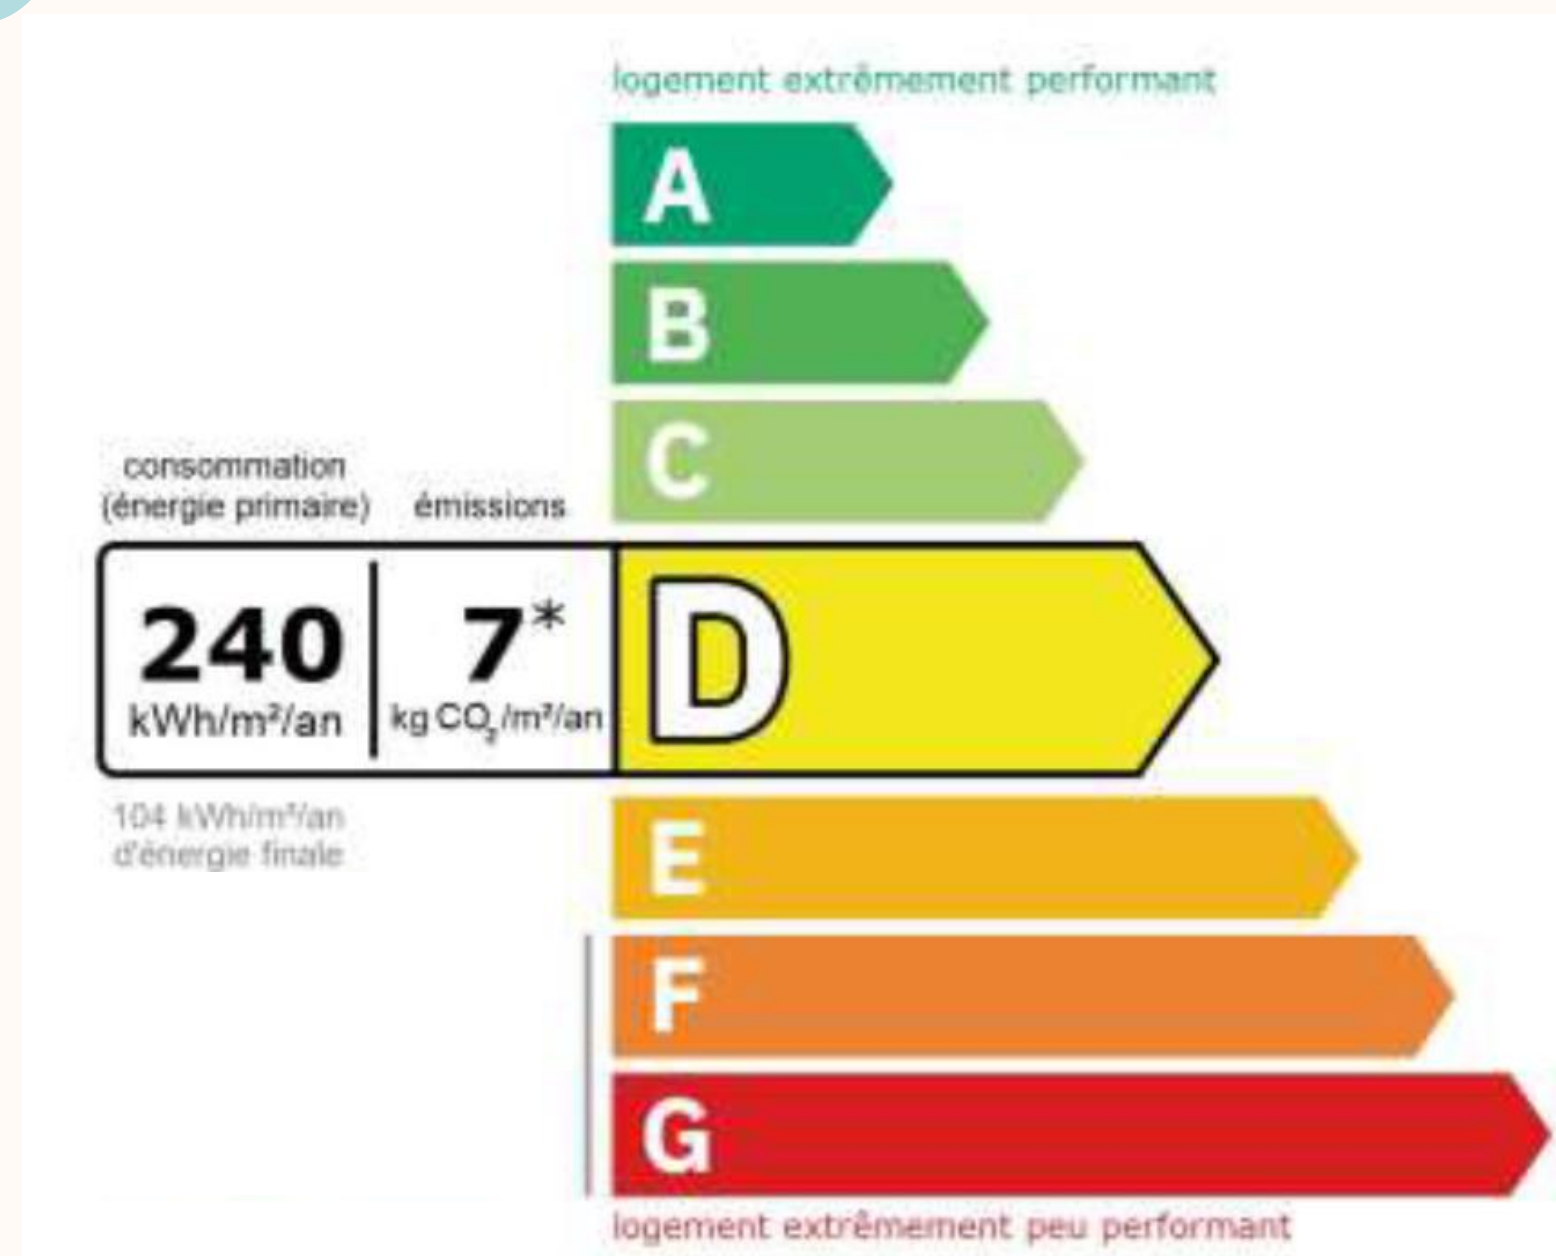 logement extrêmement performant
A
B
C
consommation
(énergie primaire)
émissions
240
kWh/m²/an
7*
kg CO₂/m²/an
D
104 kWh/m²/an
d'énergie finale
E
F
G
logement extrêmement peu performant